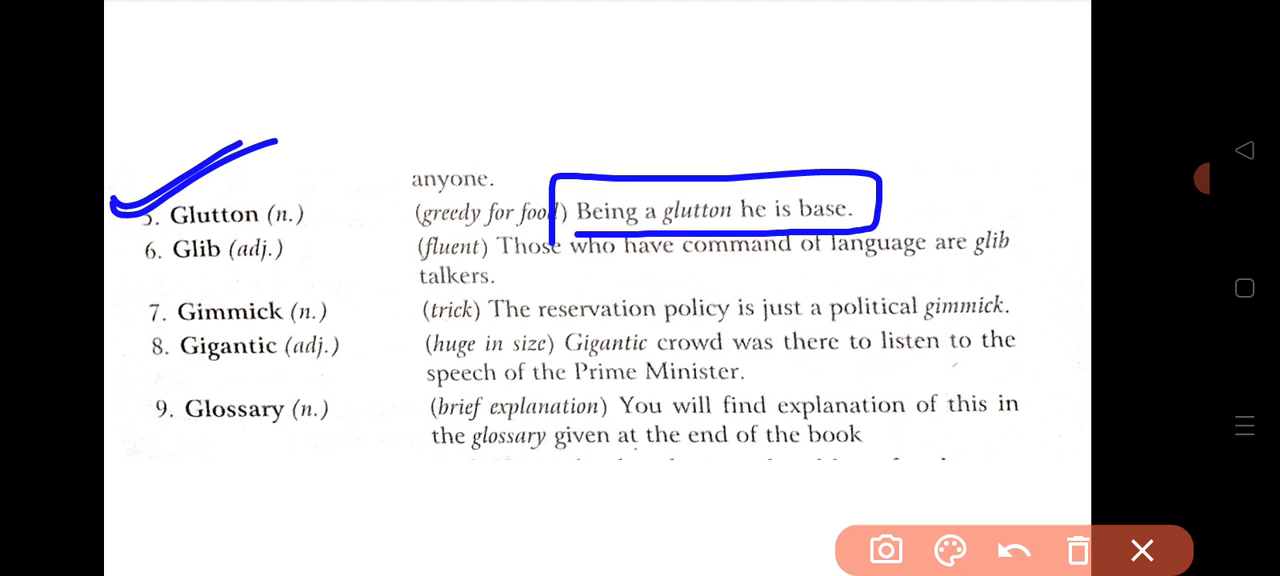 anyone.
5. Glutton (n.) (greedy for food) Being a glutton he is base.
6. Glib (adj.) (fluent) Those who have command of language are glib
talkers.
7. Gimmick (n.) (trick) The reservation policy is just a political gimmick.
8. Gigantic (adj.) (huge in size) Gigantic crowd was there to listen to the
speech of the Prime Minister.
9. Glossary (n.) (brief explanation) You will find explanation of this in
the glossary given at the end of the book